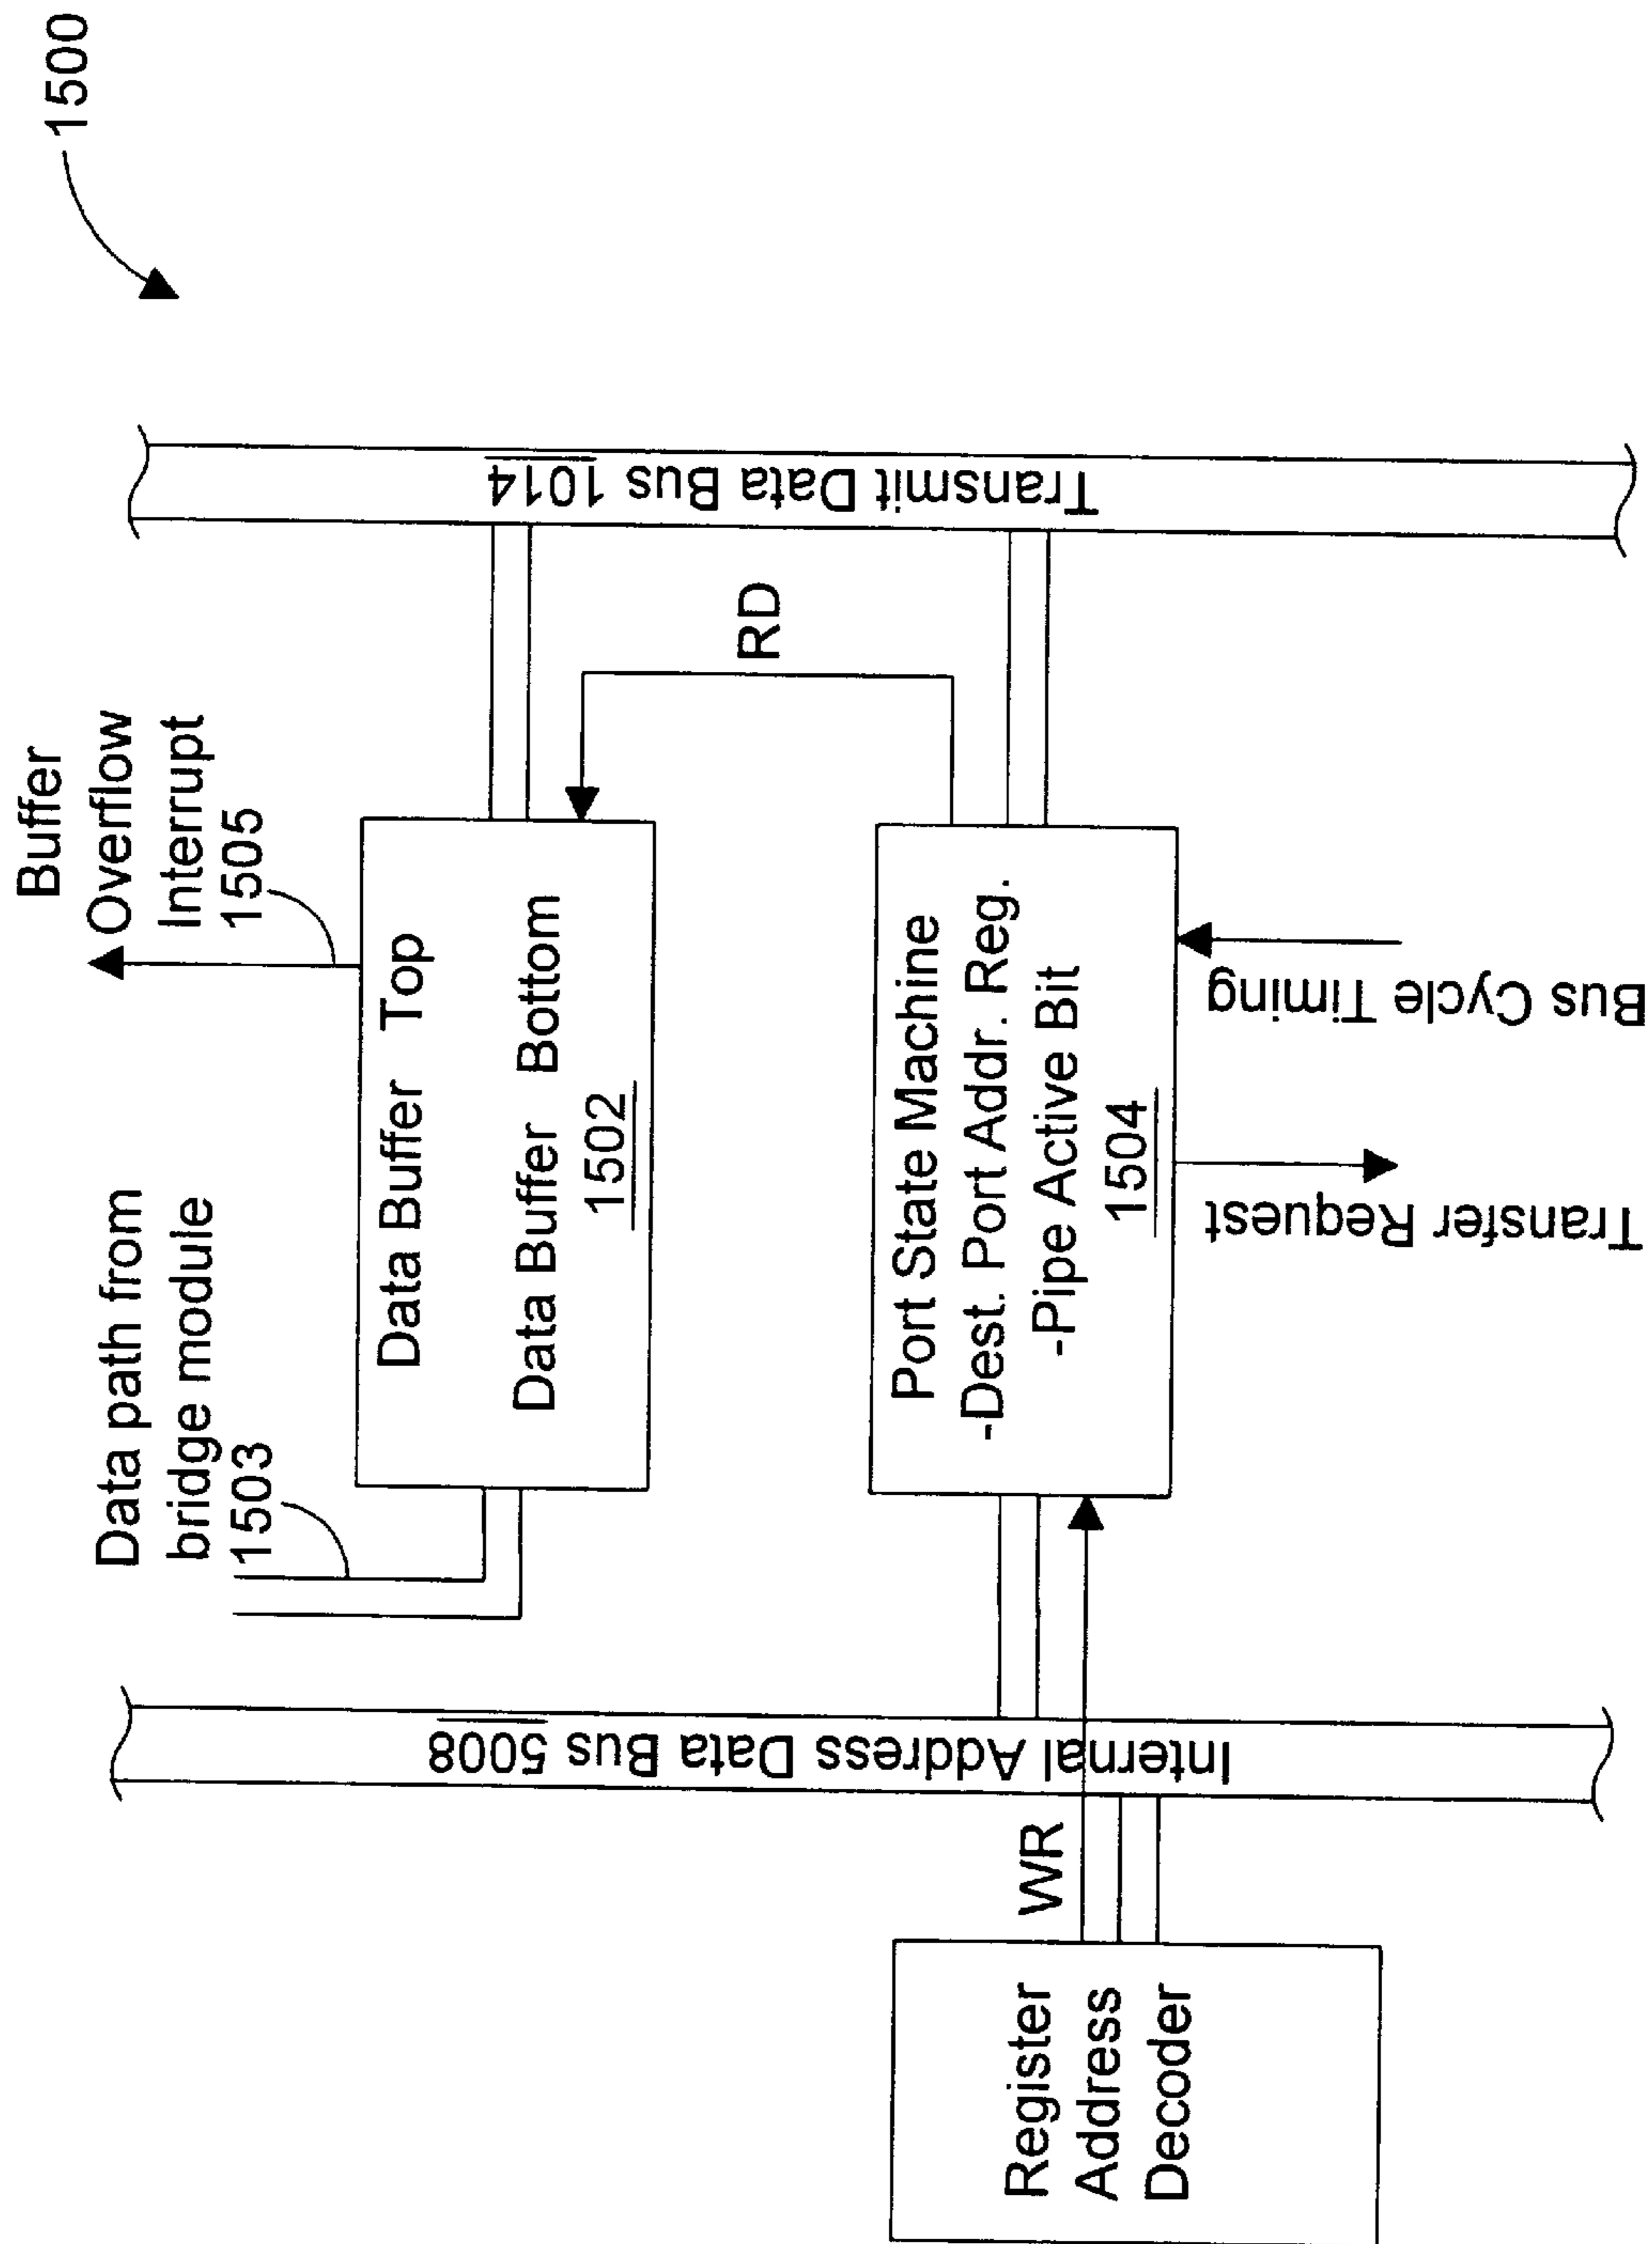 1500
Buffer
Overflow
Interrupt
1505
Data path from
bridge module
1503
Data Buffer Top
Data Buffer Bottom
1502
RD
Transmit Data Bus 1014
Port State Machine
-Dest. Port Addr. Reg.
-Pipe Active Bit
1504
Bus Cycle Timing
Transfer Request
Internal Address Data Bus 5008
WR
Register
Address
Decoder